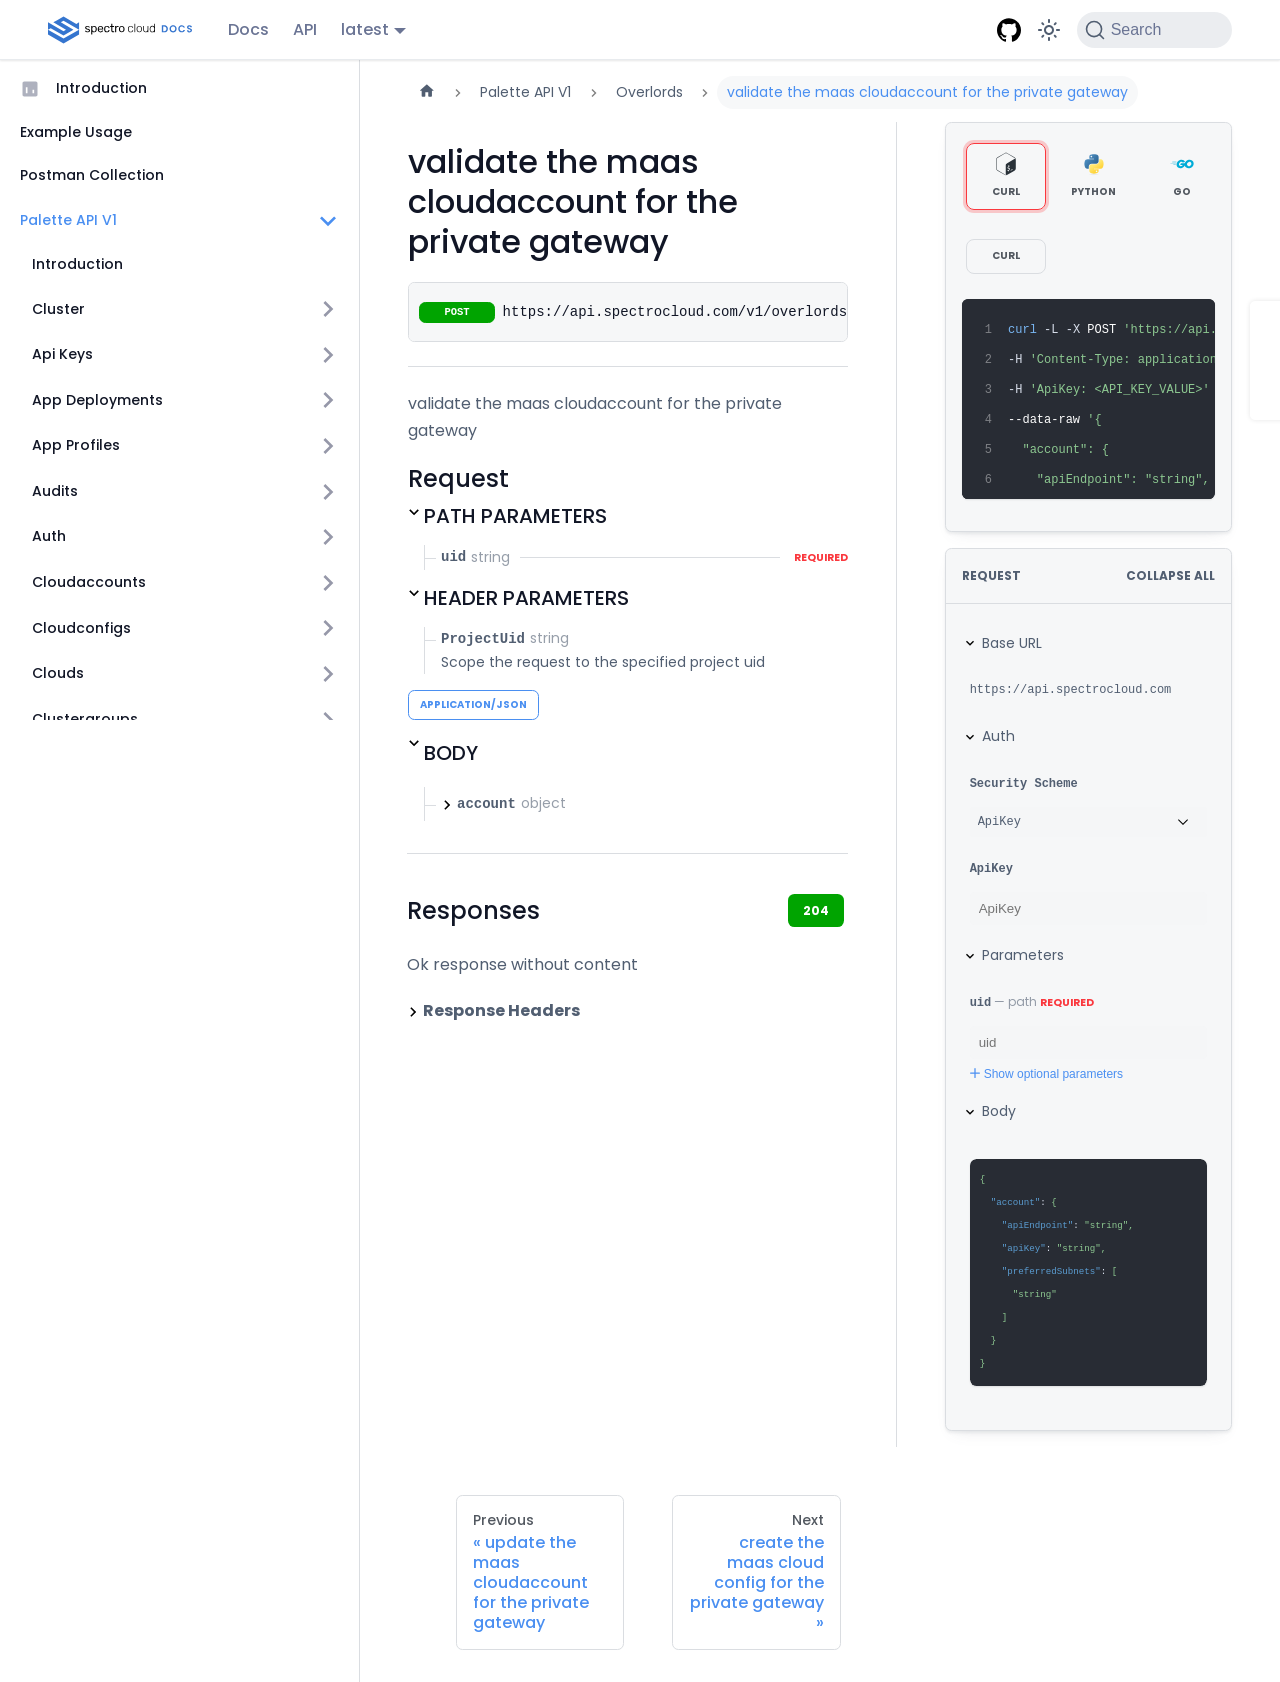 spectro cloud DOCS
Docs
API
latest
Search
Introduction
Example Usage
Postman Collection
Palette API V1
Introduction
Cluster
Api Keys
App Deployments
App Profiles
Audits
Auth
Cloudaccounts
Cloudconfigs
Clouds
Clustergroups
Palette API V1
Overlords
validate the maas cloudaccount for the private gateway
validate the maas
cloudaccount for the
private gateway
POST https://api.spectrocloud.com/v1/overlords
validate the maas cloudaccount for the private
gateway
Request
PATH PARAMETERS
uid string REQUIRED
HEADER PARAMETERS
ProjectUid string
Scope the request to the specified project uid
APPLICATION/JSON
BODY
account object
Responses
204
Ok response without content
Response Headers
CURL
PYTHON
GO
GO
CURL
1 curl -L -X POST 'https://api.
2 -H 'Content-Type: application
3 -H 'ApiKey: <API_KEY_VALUE>'
4 --data-raw '{
5 "account": {
6 "apiEndpoint": "string",
REQUEST
COLLAPSE ALL
Base URL
https://api.spectrocloud.com
Auth
Security Scheme
ApiKey
ApiKey
ApiKey
Parameters
uid — path REQUIRED
uid
Show optional parameters
Body
{
"account": {
"apiEndpoint": "string",
"apiKey": "string",
"preferredSubnets": [
"string"
]
}
}
Previous
« update the
maas
cloudaccount
for the private
gateway
Next
create the
maas cloud
config for the
private gateway
»